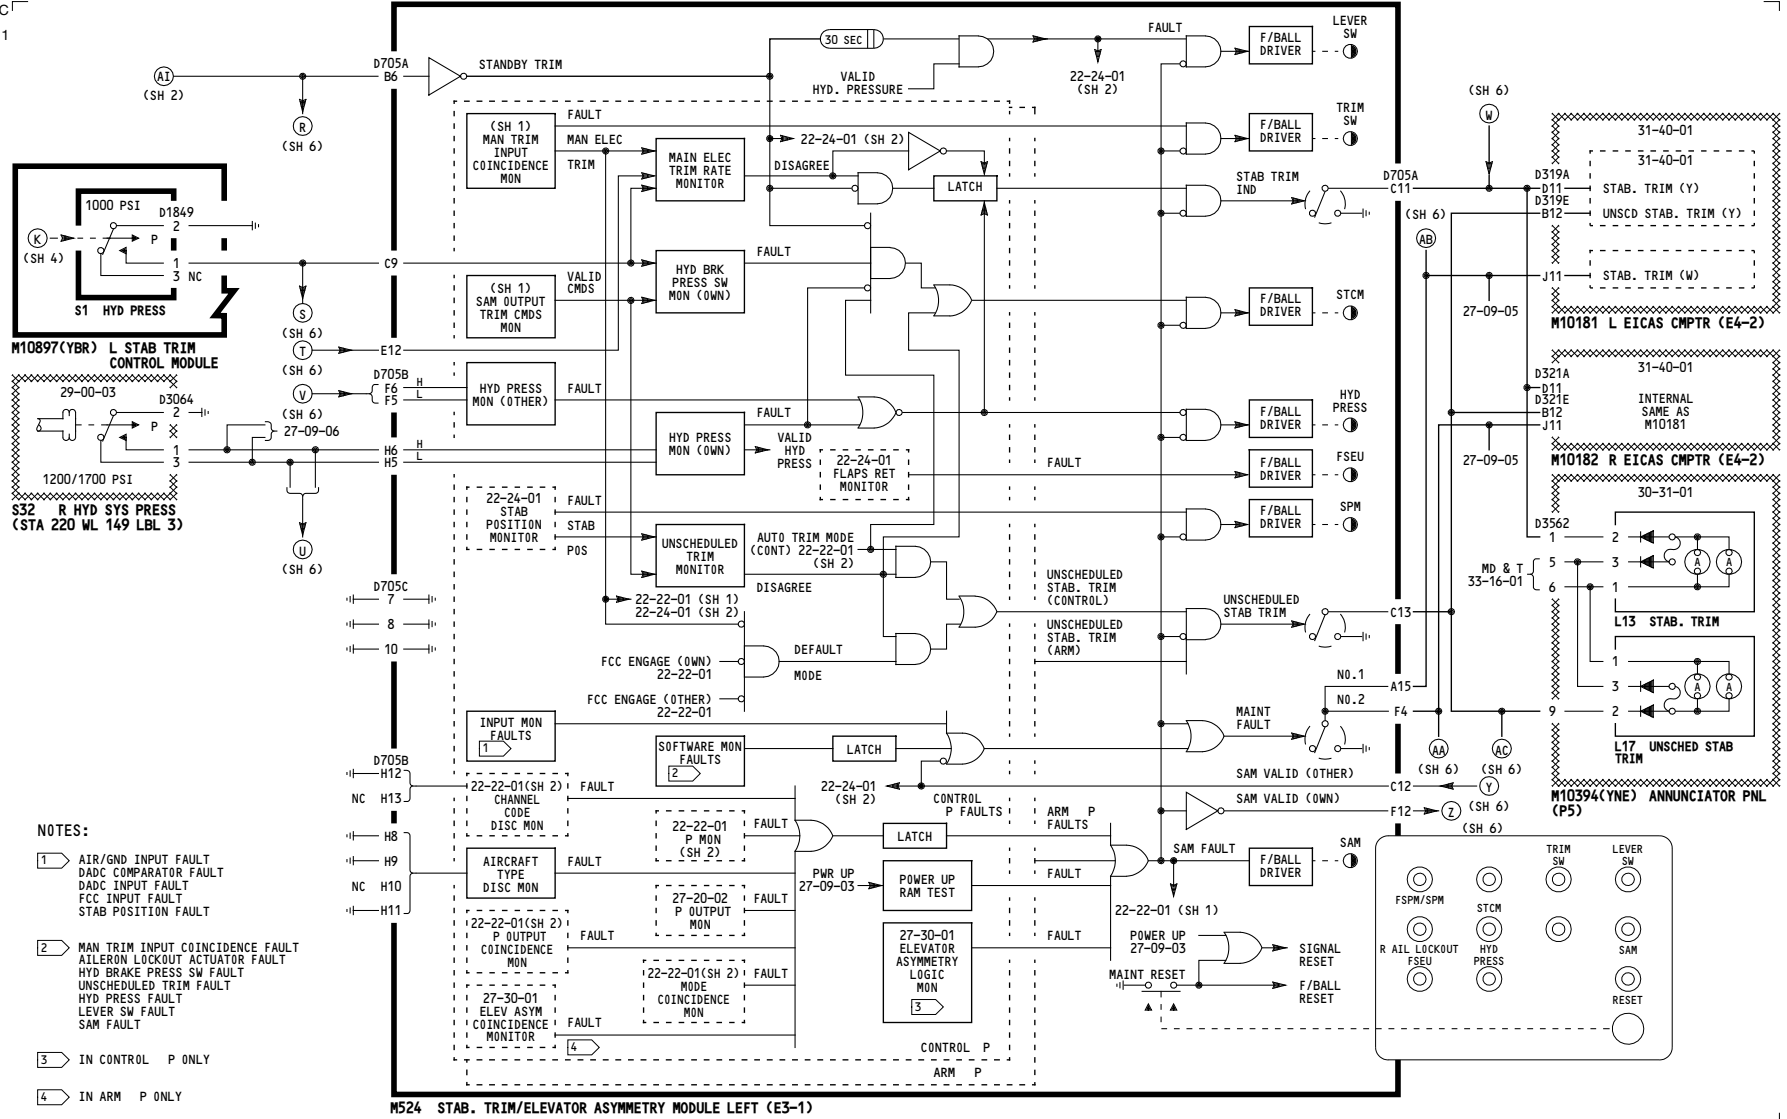 C
1
AI
(SH 2)
R
(SH 6)
D705A
B6
STANDBY TRIM
30 SEC
VALID
HYD. PRESSURE
22-24-01
(SH 2)
FAULT
F/BALL
DRIVER
LEVER
SW
(SH 1)
MAN TRIM
INPUT
COINCIDENCE
MON
FAULT
MAN ELEC
TRIM
MAIN ELEC
TRIM RATE
MONITOR
22-24-01 (SH 2)
DISAGREE
LATCH
F/BALL
DRIVER
TRIM
SW
STAB TRIM
IND
D705A
C11
(SH 6)
W
31-40-01
31-40-01
D319A
D11
D319E
B12
STAB. TRIM (Y)
UNSCD STAB. TRIM (Y)
(SH 6)
AB
J11
STAB. TRIM (W)
27-09-05
M10181 L EICAS CMPTR (E4-2)
1000 PSI
D1849
2
K
(SH 4)
P
1
3 NC
S1 HYD PRESS
M10897(YBR) L STAB TRIM
CONTROL MODULE
C9
S
(SH 6)
T
(SH 6)
E12
(SH 1)
SAM OUTPUT
TRIM CMDS
MON
VALID
CMDS
HYD BRK
PRESS SW
MON (OWN)
FAULT
F/BALL
DRIVER
STCM
31-40-01
D321A
D11
D321E
B12
J11
INTERNAL
SAME AS
M10181
27-09-05
M10182 R EICAS CMPTR (E4-2)
29-00-03
D3064
2
P
1
3
1200/1700 PSI
S32 R HYD SYS PRESS
(STA 220 WL 149 LBL 3)
V
(SH 6)
27-09-06
D705B
F6 H
F5 L
H6 H
H5 L
U
(SH 6)
HYD PRESS
MON (OTHER)
FAULT
HYD PRESS
MON (OWN)
FAULT
VALID
HYD
PRESS
22-24-01
FLAPS RET
MONITOR
FAULT
F/BALL
DRIVER
HYD
PRESS
F/BALL
DRIVER
FSEU
22-24-01
STAB
POSITION
MONITOR
FAULT
STAB
POS
UNSCHEDULED
TRIM
MONITOR
AUTO TRIM MODE
(CONT) 22-22-01
(SH 2)
DISAGREE
F/BALL
DRIVER
SPM
30-31-01
D3562
1
2
5
3
6
1
MD & T
33-16-01
A
A
L13 STAB. TRIM
1
3
9
2
A
A
L17 UNSCHED STAB
TRIM
M10394(YNE) ANNUNCIATOR PNL
(P5)
D705C
7
8
10
22-22-01 (SH 1)
22-24-01 (SH 2)
FCC ENGAGE (OWN)
22-22-01
FCC ENGAGE (OTHER)
22-22-01
DEFAULT
MODE
UNSCHEDULED
STAB. TRIM
(CONTROL)
UNSCHEDULED
STAB. TRIM
(ARM)
UNSCHEDULED
STAB TRIM
C13
NO.1
A15
NO.2
F4
AA
(SH 6)
AC
(SH 6)
INPUT MON
FAULTS
1
SOFTWARE MON
FAULTS
2
LATCH
MAINT
FAULT
22-24-01
(SH 2)
SAM VALID (OTHER)
C12
Y
(SH 6)
SAM VALID (OWN)
F12
Z
(SH 6)
D705B
H12
NC H13
H8
H9
NC H10
H11
22-22-01(SH 2)
CHANNEL
CODE
DISC MON
FAULT
AIRCRAFT
TYPE
DISC MON
FAULT
22-22-01(SH 2)
P OUTPUT
COINCIDENCE
MON
FAULT
27-30-01
ELEV ASYM
COINCIDENCE
MONITOR
FAULT
4
22-22-01
P MON
(SH 2)
FAULT
27-20-02
P OUTPUT
MON
FAULT
22-22-01(SH 2)
MODE
COINCIDENCE
MON
FAULT
CONTROL
P FAULTS
LATCH
PWR UP
27-09-03
POWER UP
RAM TEST
FAULT
27-30-01
ELEVATOR
ASYMMETRY
LOGIC
MON
3
FAULT
ARM P
FAULTS
SAM FAULT
F/BALL
DRIVER
SAM
22-22-01 (SH 1)
POWER UP
27-09-03
SIGNAL
RESET
MAINT RESET
F/BALL
RESET
CONTROL P
ARM P
TRIM
SW
LEVER
SW
FSPM/SPM
STCM
R AIL LOCKOUT
FSEU
HYD
PRESS
SAM
RESET
NOTES:
1 AIR/GND INPUT FAULT
DADC COMPARATOR FAULT
DADC INPUT FAULT
FCC INPUT FAULT
STAB POSITION FAULT
2 MAN TRIM INPUT COINCIDENCE FAULT
AILERON LOCKOUT ACTUATOR FAULT
HYD BRAKE PRESS SW FAULT
UNSCHEDULED TRIM FAULT
HYD PRESS FAULT
LEVER SW FAULT
SAM FAULT
3 IN CONTROL P ONLY
4 IN ARM P ONLY
M524 STAB. TRIM/ELEVATOR ASYMMETRY MODULE LEFT (E3-1)